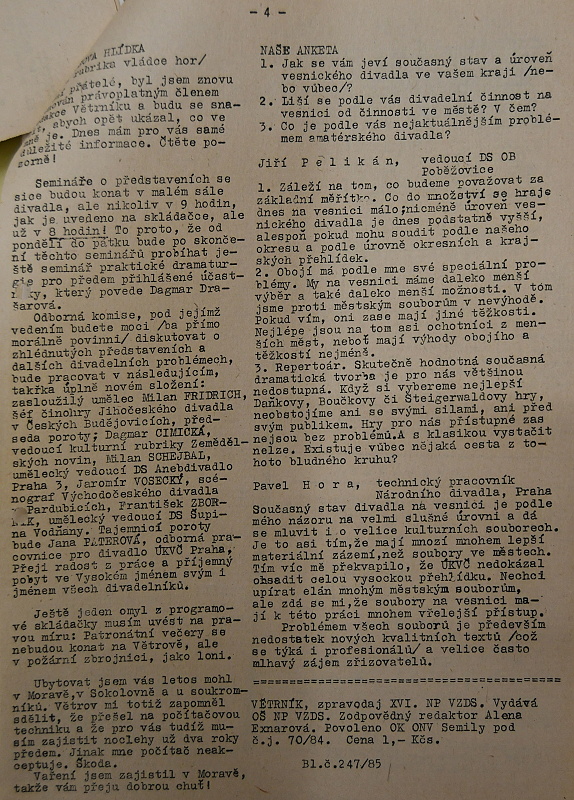 - 4 -
HLÍDKA
rubrika vládce hor/
přátelé, byl jsem znovu
pravoplatným členem
Větrníku a budu se sna-
abych opět ukázal, co ve
je. Dnes mám pro vás samé
důležité informace. Čtěte po-
zorně!
Semináře o představeních se
sice budou konat v malém sále
divadla, ale nikoliv v 9 hodin,
jak je uvedeno na skládačce, ale
už v 8 hodin! To proto, že od
pondělí do pátku bude po skonče-
ní těchto seminářů probíhat je-
ště seminář praktické dramatur-
gie pro předem přihlášené účast-
níky, který povede Dagmar Dra-
šarová.
Odborná komise, pod jejímž
vedením budete moci /ba přímo
morálně povinni/ diskutovat o
zhlédnutých představeních a
dalších divadelních problémech,
bude pracovat v následujícím,
takřka úplně novém složení:
zasloužilý umělec Milan FRIDRICH,
šéf činohry Jihočeského divadla
v Českých Budějovicích, před-
seda poroty; Dagmar CIMICKÁ,
vedoucí kulturní rubriky Zeměděl-
ských novin, Milan SCHEJBAL,
umělecký vedoucí DS Anebdivadlo
Praha 3, Jaromír VOSECKÝ, scé-
nograf Východočeského divadla
v Pardubicích, František ZBOR-
NÍK, umělecký vedoucí DS Šupi-
na Vodňany. Tajemnicí poroty
bude Jana PATEROVÁ, odborná pra-
covnice pro divadlo ÚKVČ Praha.
Přeji radost z práce a příjemný
pobyt ve Vysokém jménem svým i
jménem všech divadelníků.
Ještě jeden omyl z programo-
vé skládačky musím uvést na pra-
vou míru: Patronátní večery se
nebudou konat na Větrově, ale
v požární zbrojnici, jako loni.
Ubytovat jsem vás letos mohl
v Moravě,v Sokolovně a u soukrom-
níků. Větrov mi totiž zapomněl
sdělit, že přešel na počítačovou
techniku a že pro vás tudíž mu-
sím zajistit noclehy už dva roky
předem. Jinak mne počítač neak-
ceptuje. Škoda.
Vaření jsem zajistil v Moravě,
takže vám přeju dobrou chuť!
NAŠE ANKETA
1. Jak se vám jeví současný stav a úroveň
vesnického divadla ve vašem kraji /ne-
bo vůbec/?
2. Liší se podle vás divadelní činnost na
vesnici od činnosti ve městě? V čem?
3. Co je podle vás nejaktuálnějším problé-
mem amatérského divadla?
Jiří Pelikán, vedoucí DS OB
Poběžovice
1. Záleží na tom, co budeme považovat za
základní měřítko. Co do množství se hraje
dnes na vesnici málo;nicméně úroveň ves-
nického divadla je dnes podstatně vyšší,
alespoň pokud mohu soudit podle našeho
okresu a podle úrovně okresních a kraj-
ských přehlídek.
2. Obojí má podle mne své speciální pro-
blémy. My na vesnici máme daleko menší
výběr a také daleko menší možnosti. V tom
jsme proti městským souborům v nevýhodě.
Pokud vím, oni zase mají jiné těžkosti.
Nejlépe jsou na tom asi ochotníci z men-
ších měst, neboť mají výhody obojího a
těžkostí nejméně.
3. Repertoár. Skutečně hodnotná současná
dramatická tvorba je pro nás většinou
nedostupná. Když si vybereme nejlepší
Daňkovy, Boučkovy či Steigerwaldovy hry,
neobstojíme ani se svými silami, ani před
svým publikem. Hry pro nás přístupné zas
nejsou bez problémů.A s klasikou vystačit
nelze. Existuje vůbec nějaká cesta z to-
hoto bludného kruhu?
Pavel Hora, technický pracovník
Národního divadla, Praha
Současný stav divadla na vesnici je podle
mého názoru na velmi slušné úrovni a dá
se mluvit i o velice kulturních souborech.
Je to asi tím,že mají mnozí mnohem lepší
materiální zázemí,než soubory ve městech.
Tím víc mě překvapilo, že ÚKVČ nedokázal
obsadit celou vysockou přehlídku. Nechci
upírat elán mnohým městským souborům,
ale zdá se mi,že soubory na vesnici ma-
jí k této práci mnohem vřelejší přístup.
Problémem všech souborů je především
nedostatek nových kvalitních textů /což
se týká i profesionálů/ a velice často
mlhavý zájem zřizovatelů.
=========================================
VĚTRNÍK, zpravodaj XVI. NP VZDS. Vydává
OŠ NP VZDS. Zodpovědný redaktor Alena
Exnarová. Povoleno OK ONV Semily pod
č.j. 70/84. Cena 1,- Kčs.
Bl.č.247/85